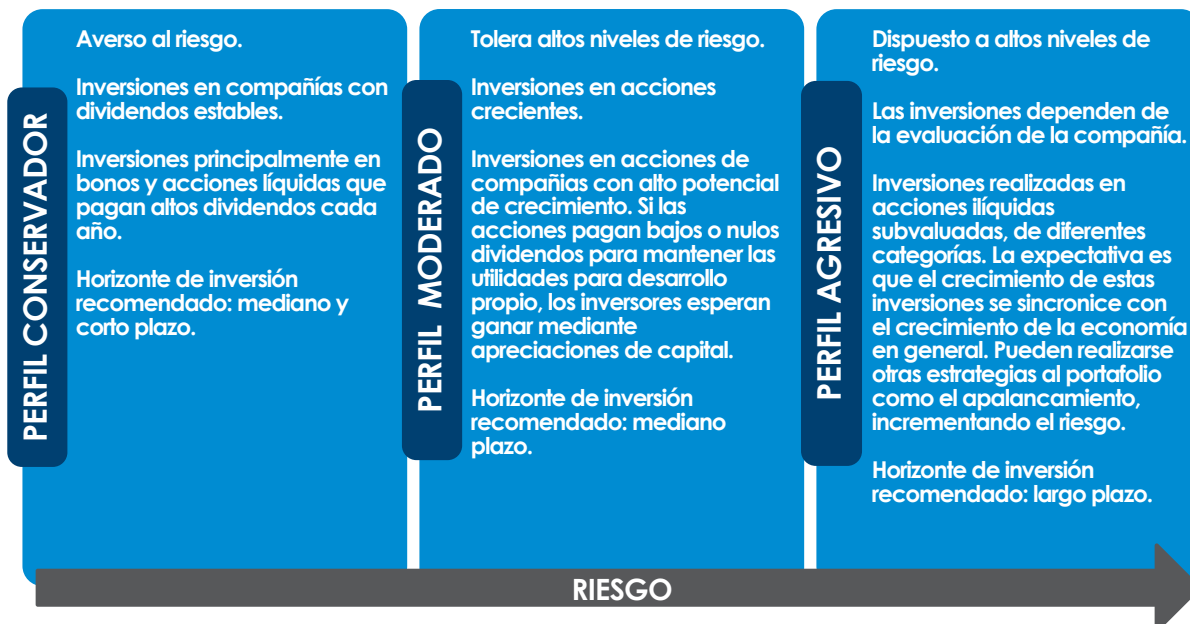 PERFIL CONSERVADOR
Averso al riesgo.
Inversiones en compañías con
dividendos estables.
Inversiones principalmente en
bonos y acciones líquidas que
pagan altos dividendos cada
año.
Horizonte de inversión
recomendado: mediano y
corto plazo.
PERFIL MODERADO
Tolera altos niveles de riesgo.
Inversiones en acciones
crecientes.
Inversiones en acciones de
compañias con alto potencial
de crecimiento. Si las
acciones pagan bajos o nulos
dividendos para mantener las
utilidades para desarrollo
propio, los inversores esperan
ganar mediante
apreciaciones de capital.
Horizonte de inversión
recomendado: mediano
plazo.
PERFIL AGRESIVO
Dispuesto a altos niveles de
riesgo.
Las inversiones dependen de
la evaluación de la compañía.
Inversiones realizadas en
acciones ilíquidas
subvaluadas, de diferentes
categorías. La expectativa es
que el crecimiento de estas
inversiones se sincronice con
el crecimiento de la economía
en general. Pueden realizarse
otras estrategias al portafolio
como el apalancamiento,
incrementando el riesgo.
Horizonte de inversión
recomendado: largo plazo.
RIESGO